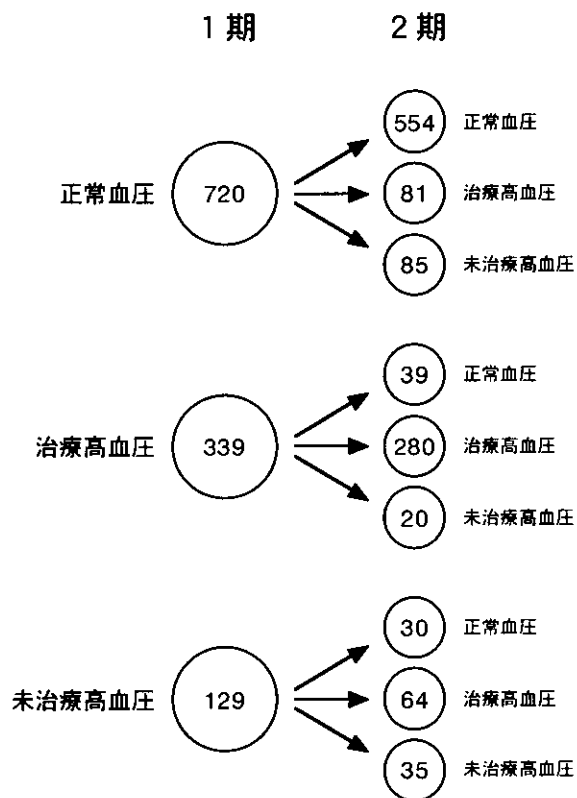 1期 2期
554 正常血圧
正常血圧 720 81 治療高血圧
85 未治療高血圧
39 正常血圧
治療高血圧 339 280 治療高血圧
20 未治療高血圧
30 正常血圧
未治療高血圧 129 64 治療高血圧
35 未治療高血圧